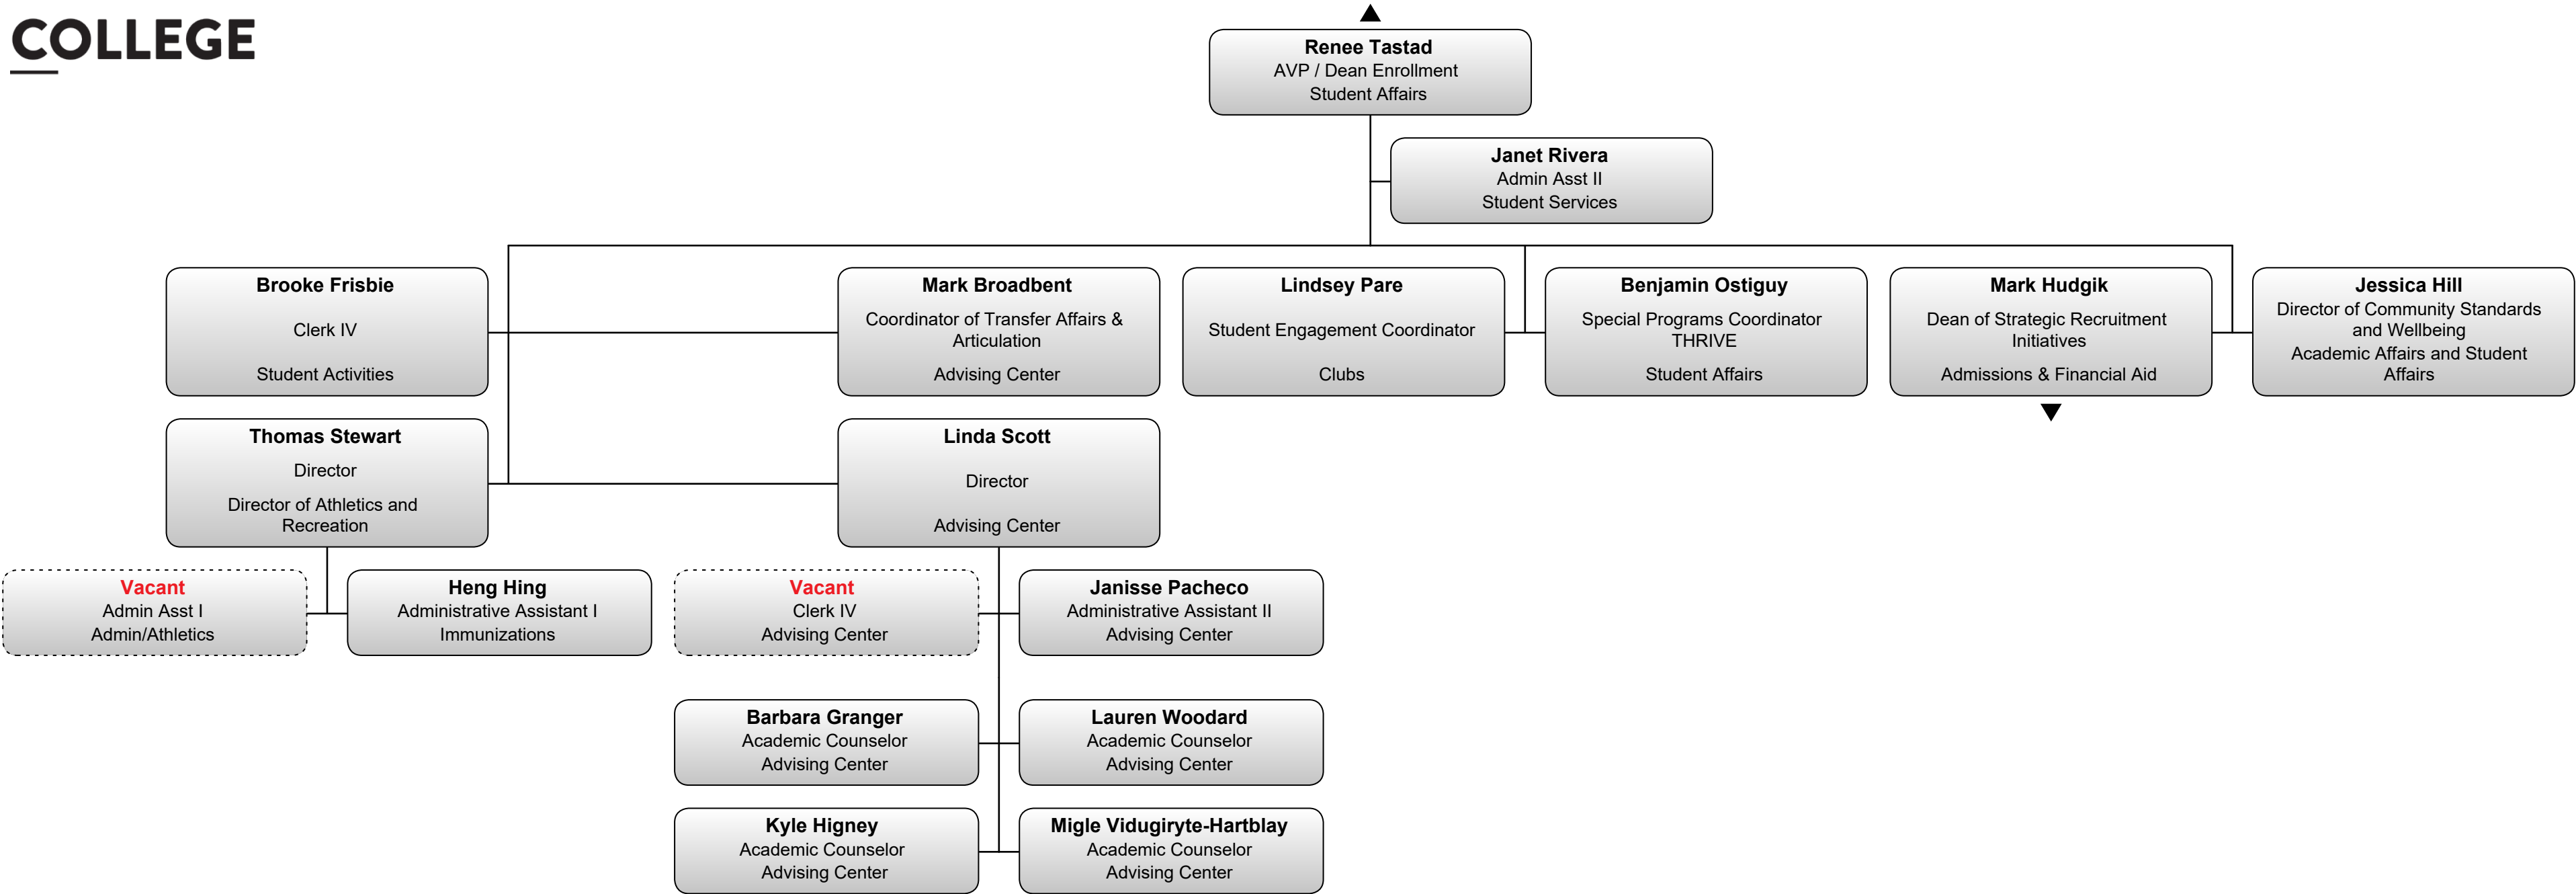 COLLEGE
Renee Tastad
AVP / Dean Enrollment
Student Affairs
Janet Rivera
Admin Asst II
Student Services
Brooke Frisbie
Clerk IV
Student Activities
Mark Broadbent
Coordinator of Transfer Affairs &
Articulation
Advising Center
Lindsey Pare
Student Engagement Coordinator
Clubs
Benjamin Ostiguy
Special Programs Coordinator
THRIVE
Student Affairs
Mark Hudgik
Dean of Strategic Recruitment
Initiatives
Admissions & Financial Aid
Jessica Hill
Director of Community Standards
and Wellbeing
Academic Affairs and Student
Affairs
Thomas Stewart
Director
Director of Athletics and
Recreation
Linda Scott
Director
Advising Center
Vacant
Admin Asst I
Admin/Athletics
Heng Hing
Administrative Assistant I
Immunizations
Vacant
Clerk IV
Advising Center
Janisse Pacheco
Administrative Assistant II
Advising Center
Barbara Granger
Academic Counselor
Advising Center
Lauren Woodard
Academic Counselor
Advising Center
Kyle Higney
Academic Counselor
Advising Center
Migle Vidugiryte-Hartblay
Academic Counselor
Advising Center